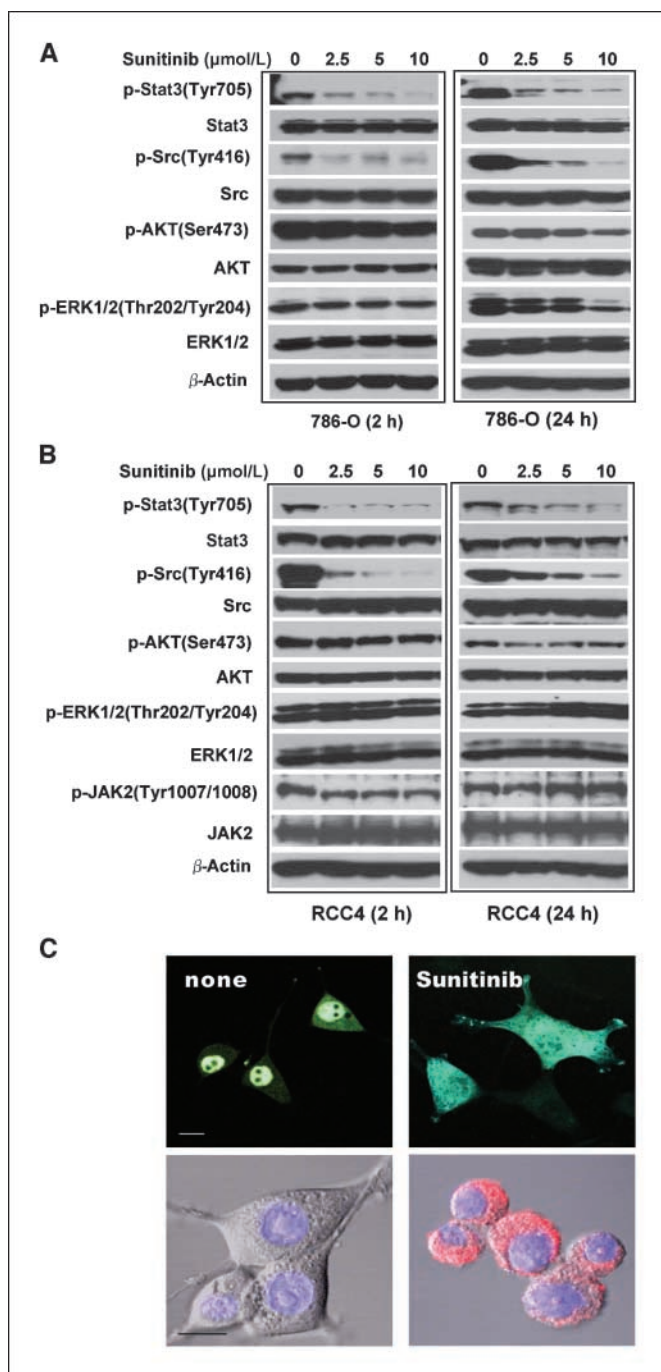 A
Sunitinib (μmol/L) 0 2.5 5 10 0 2.5 5 10
p-Stat3(Tyr705)
Stat3
p-Src(Tyr416)
Src
p-AKT(Ser473)
AKT
p-ERK1/2(Thr202/Tyr204)
ERK1/2
β-Actin
786-O (2 h) 786-O (24 h)
B
Sunitinib (μmol/L) 0 2.5 5 10 0 2.5 5 10
p-Stat3(Tyr705)
Stat3
p-Src(Tyr416)
Src
p-AKT(Ser473)
AKT
p-ERK1/2(Thr202/Tyr204)
ERK1/2
p-JAK2(Tyr1007/1008)
JAK2
β-Actin
RCC4 (2 h) RCC4 (24 h)
C
none Sunitinib